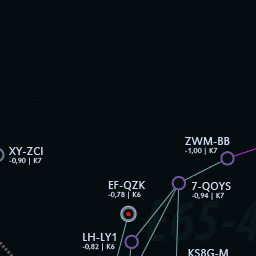 ZWM-BB
-1,00 | K7
XY-ZCI
-0,90 | K7
EF-QZK
-0,78 | K6
7-QOYS
-0,94 | K7
LH-LY1
-0,82 | K6
KS8G-M